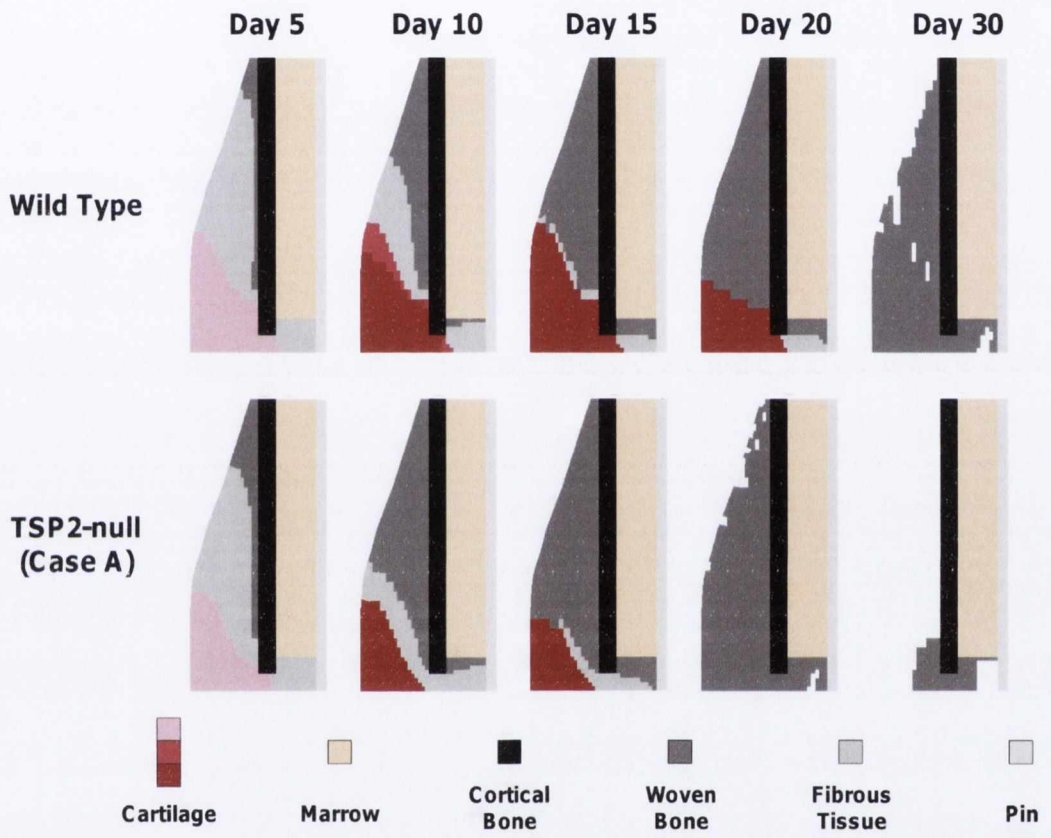 Day 5 Day 10 Day 15 Day 20 Day 30
Wild Type
TSP2-null
(Case A)
Cartilage
Marrow
Cortical
Bone
Woven
Bone
Fibrous
Tissue
Pin